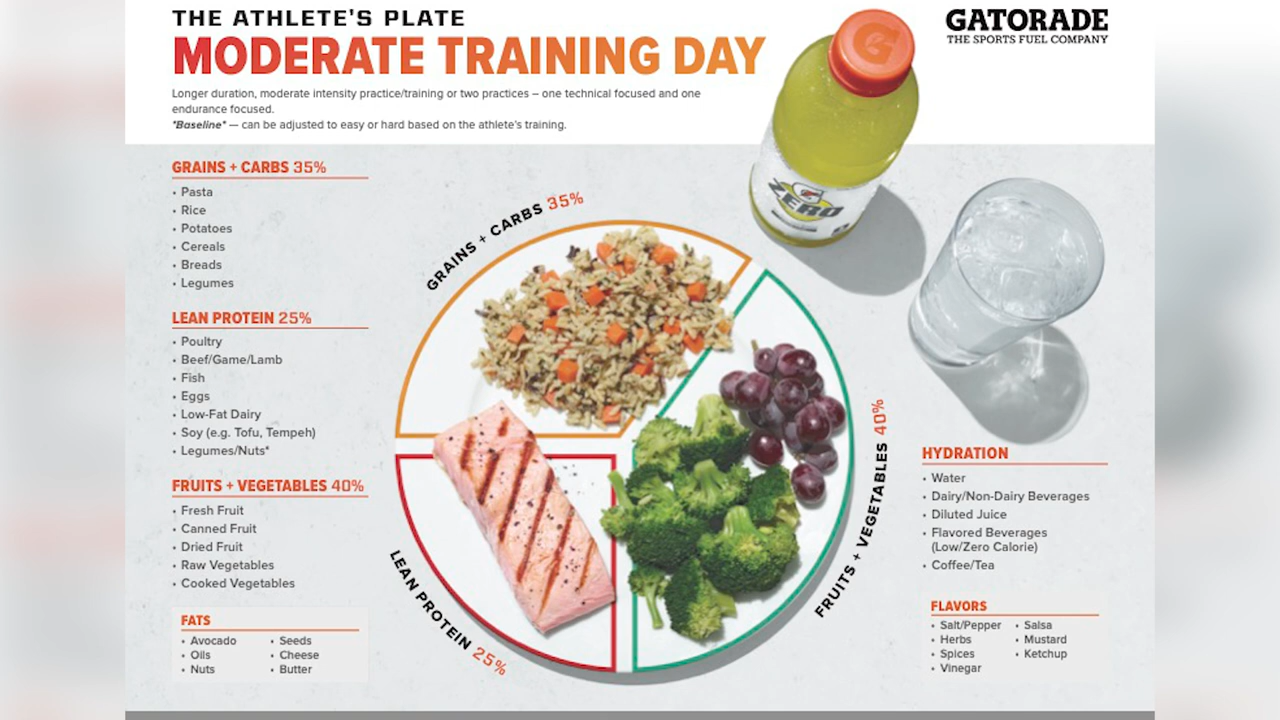 THE ATHLETE'S PLATE
MODERATE TRAINING DAY
Longer duration, moderate intensity practice/training or two practices – one technical focused and one
endurance focused.
*Baseline* — can be adjusted to easy or hard based on the athlete's training.
GATORADE
THE SPORTS FUEL COMPANY
GRAINS + CARBS 35%
• Pasta
• Rice
• Potatoes
• Cereals
• Breads
• Legumes
LEAN PROTEIN 25%
• Poultry
• Beef/Game/Lamb
• Fish
• Eggs
• Low-Fat Dairy
• Soy (e.g. Tofu, Tempeh)
• Legumes/Nuts*
FRUITS + VEGETABLES 40%
• Fresh Fruit
• Canned Fruit
• Dried Fruit
• Raw Vegetables
• Cooked Vegetables
FATS
• Avocado
• Oils
• Nuts
• Seeds
• Cheese
• Butter
GRAINS + CARBS 35%
LEAN PROTEIN 25%
FRUITS + VEGETABLES 40%
G
ZERO
HYDRATION
• Water
• Dairy/Non-Dairy Beverages
• Diluted Juice
• Flavored Beverages
(Low/Zero Calorie)
• Coffee/Tea
FLAVORS
• Salt/Pepper
• Herbs
• Spices
• Vinegar
• Salsa
• Mustard
• Ketchup